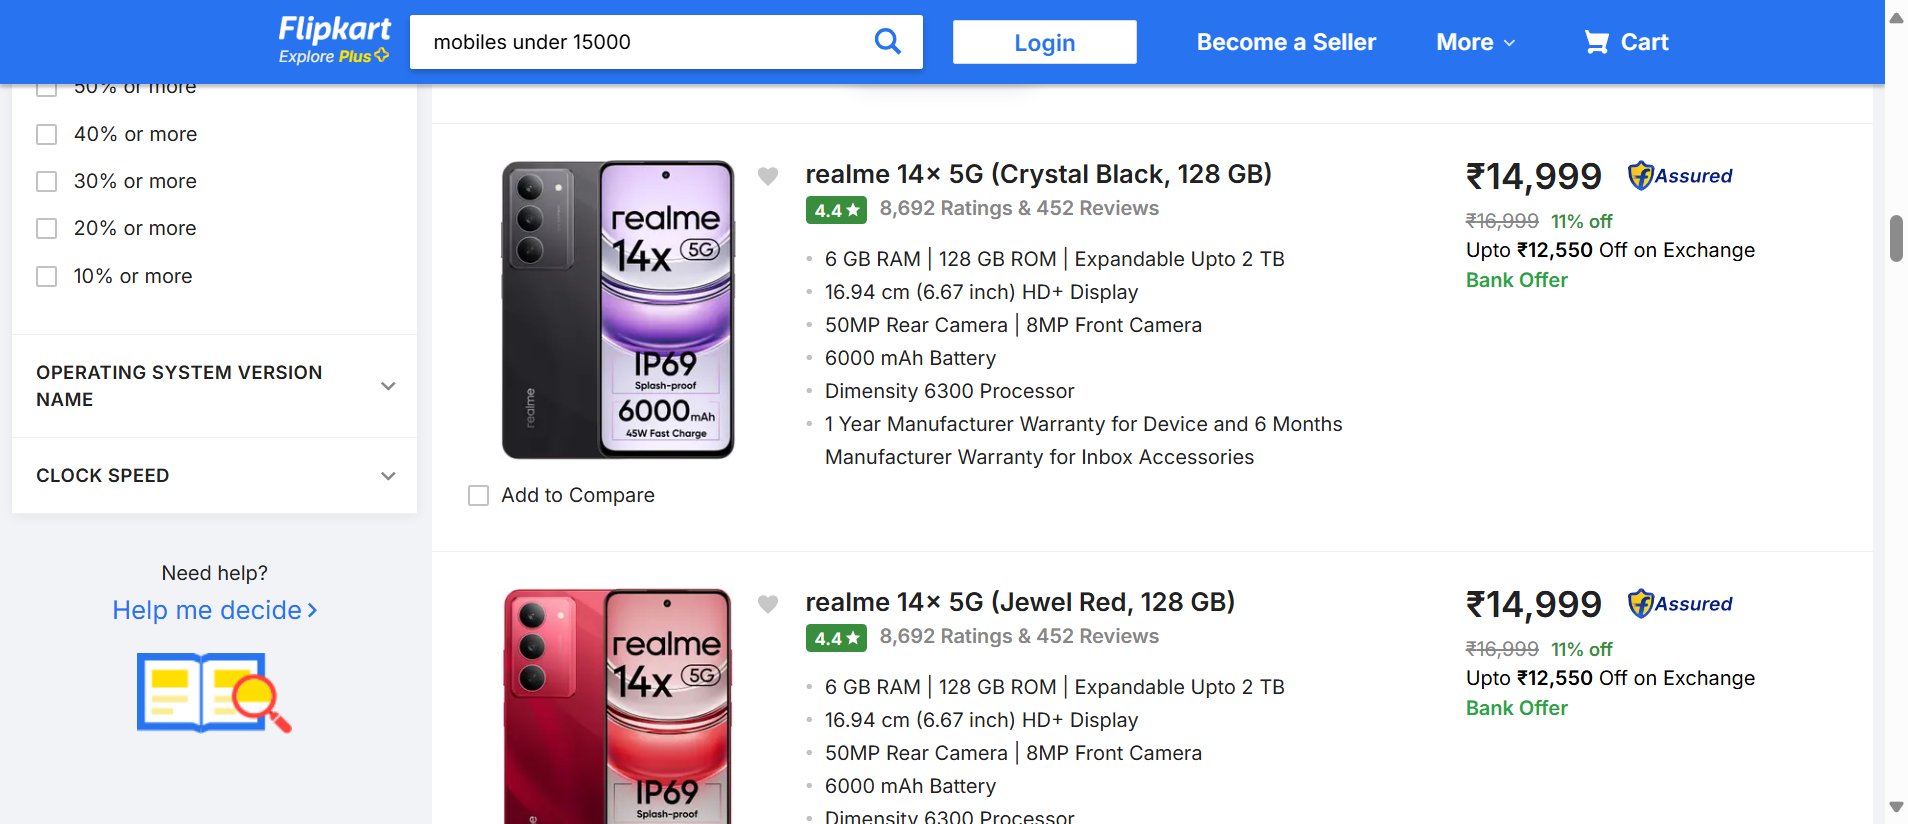 Flipkart
Explore Plus
mobiles under 15000
Login
Become a Seller
More
Cart
50% or more
40% or more
30% or more
20% or more
10% or more
OPERATING SYSTEM VERSION
NAME
CLOCK SPEED
Need help?
Help me decide
realme
14x 5G
IP69
Splash-proof
6000mAh
45W Fast Charge
realme
Add to Compare
realme 14x 5G (Crystal Black, 128 GB)
4.4★ 8,692 Ratings & 452 Reviews
• 6 GB RAM | 128 GB ROM | Expandable Upto 2 TB
• 16.94 cm (6.67 inch) HD+ Display
• 50MP Rear Camera | 8MP Front Camera
• 6000 mAh Battery
• Dimensity 6300 Processor
• 1 Year Manufacturer Warranty for Device and 6 Months
Manufacturer Warranty for Inbox Accessories
₹14,999 Assured
₹16,999 11% off
Upto ₹12,550 Off on Exchange
Bank Offer
realme
14x 5G
IP69
Splash-proof
realme 14x 5G (Jewel Red, 128 GB)
4.4★ 8,692 Ratings & 452 Reviews
• 6 GB RAM | 128 GB ROM | Expandable Upto 2 TB
• 16.94 cm (6.67 inch) HD+ Display
• 50MP Rear Camera | 8MP Front Camera
• 6000 mAh Battery
• Dimensity 6300 Processor
₹14,999 Assured
₹16,999 11% off
Upto ₹12,550 Off on Exchange
Bank Offer